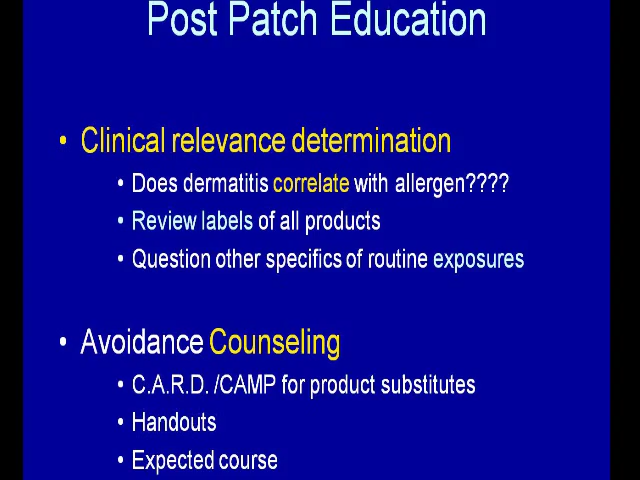 Post Patch Education
• Clinical relevance determination
• Does dermatitis correlate with allergen????
• Review labels of all products
• Question other specifics of routine exposures
• Avoidance Counseling
• C.A.R.D. /CAMP for product substitutes
• Handouts
• Expected course